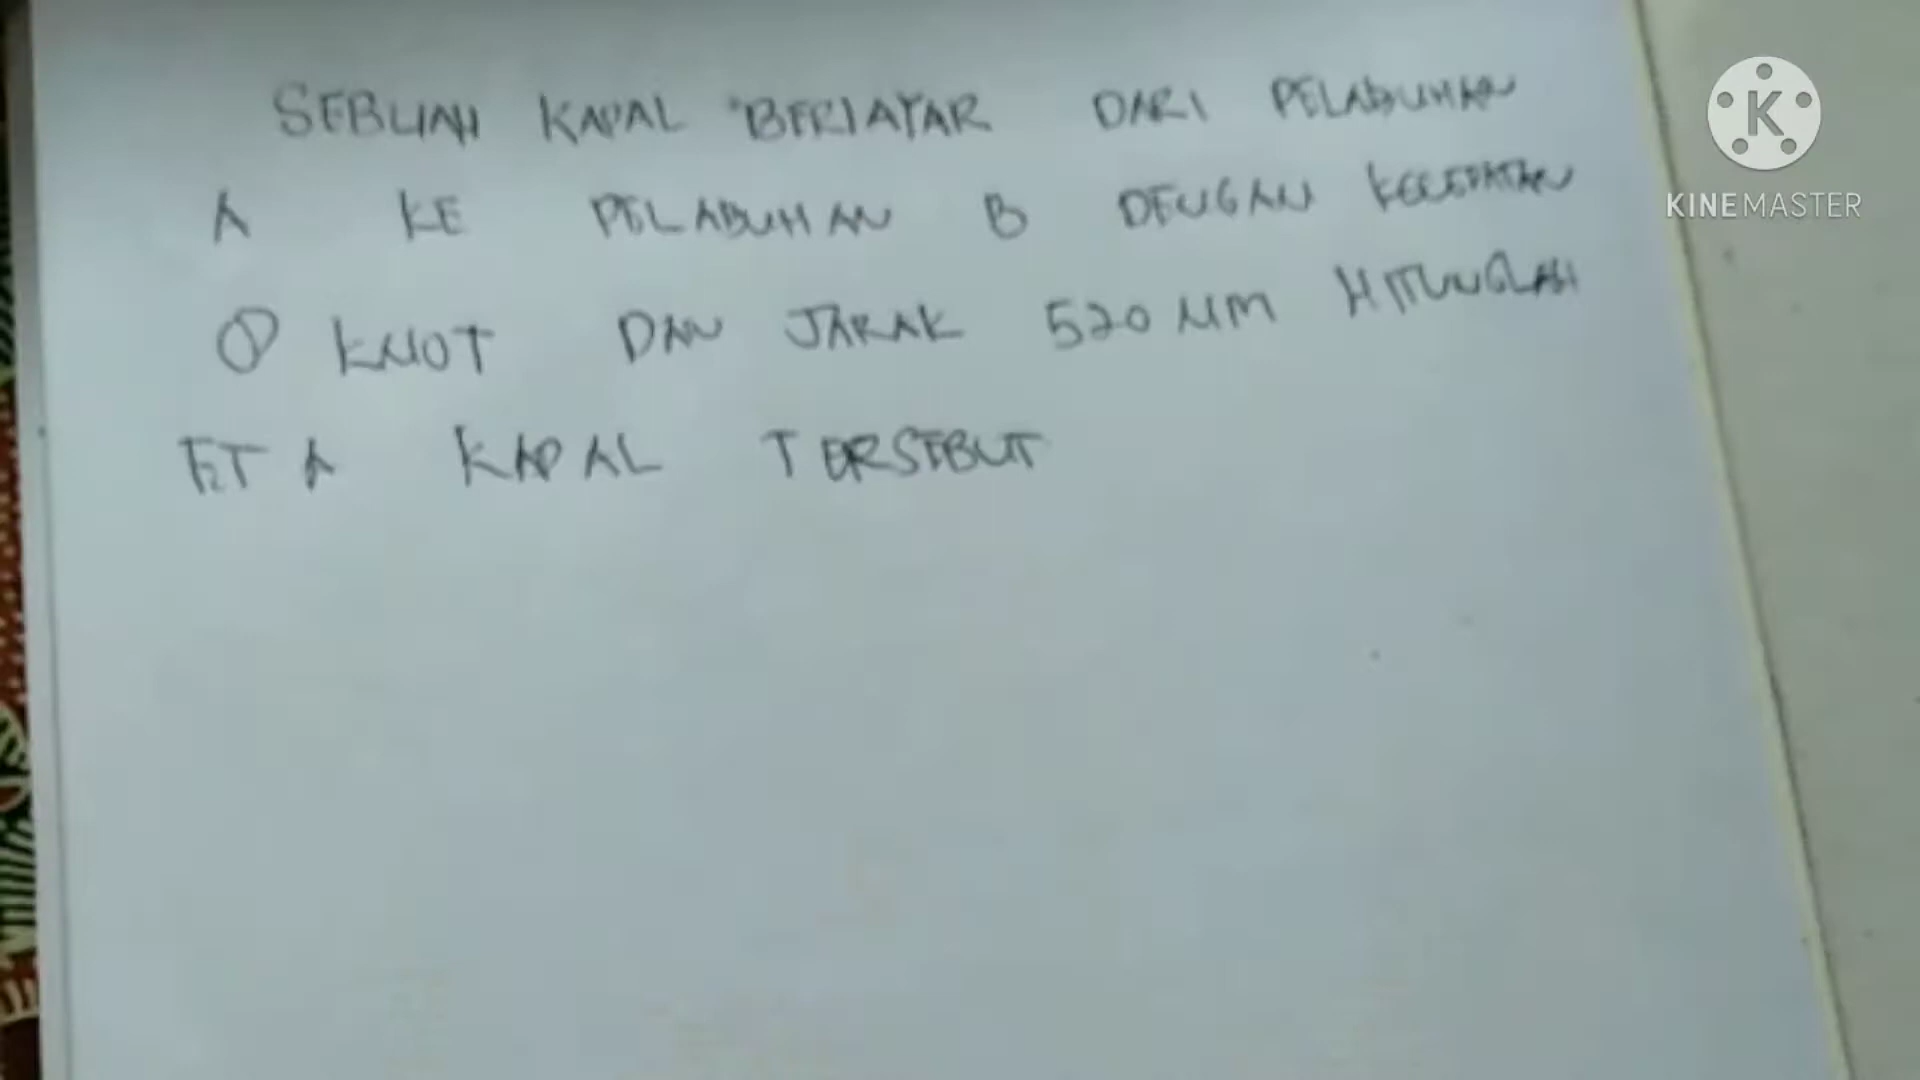 SEBUAH KAPAL BERLAYAR DARI PELABUHAN
A KE PELABUHAN B DENGAN KECEPATAN
KNOT DAN JARAK 520 NM HITUNGLAH
ETA KAPAL TERSEBUT
K
KINEMASTER